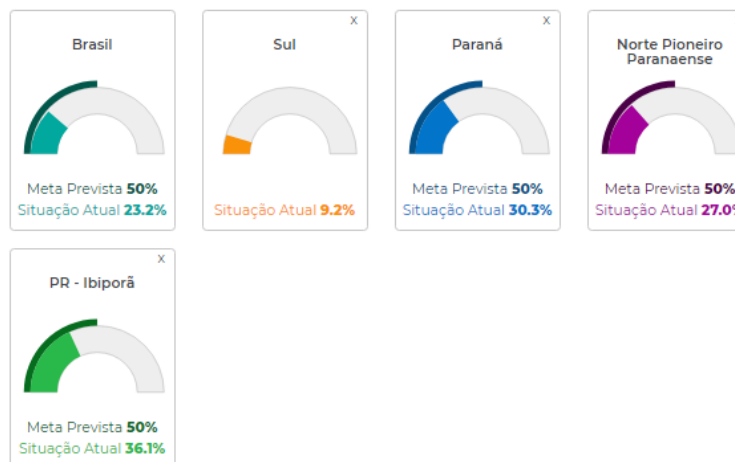 X
Brasil
Meta Prevista 50%
Situação Atual 23.2%
Sul
Situação Atual 9.2%
X
Paraná
Meta Prevista 50%
Situação Atual 30.3%
Norte Pioneiro
Paranaense
Meta Prevista 50%
Situação Atual 27.0%
X
PR - Ibiporã
Meta Prevista 50%
Situação Atual 36.1%